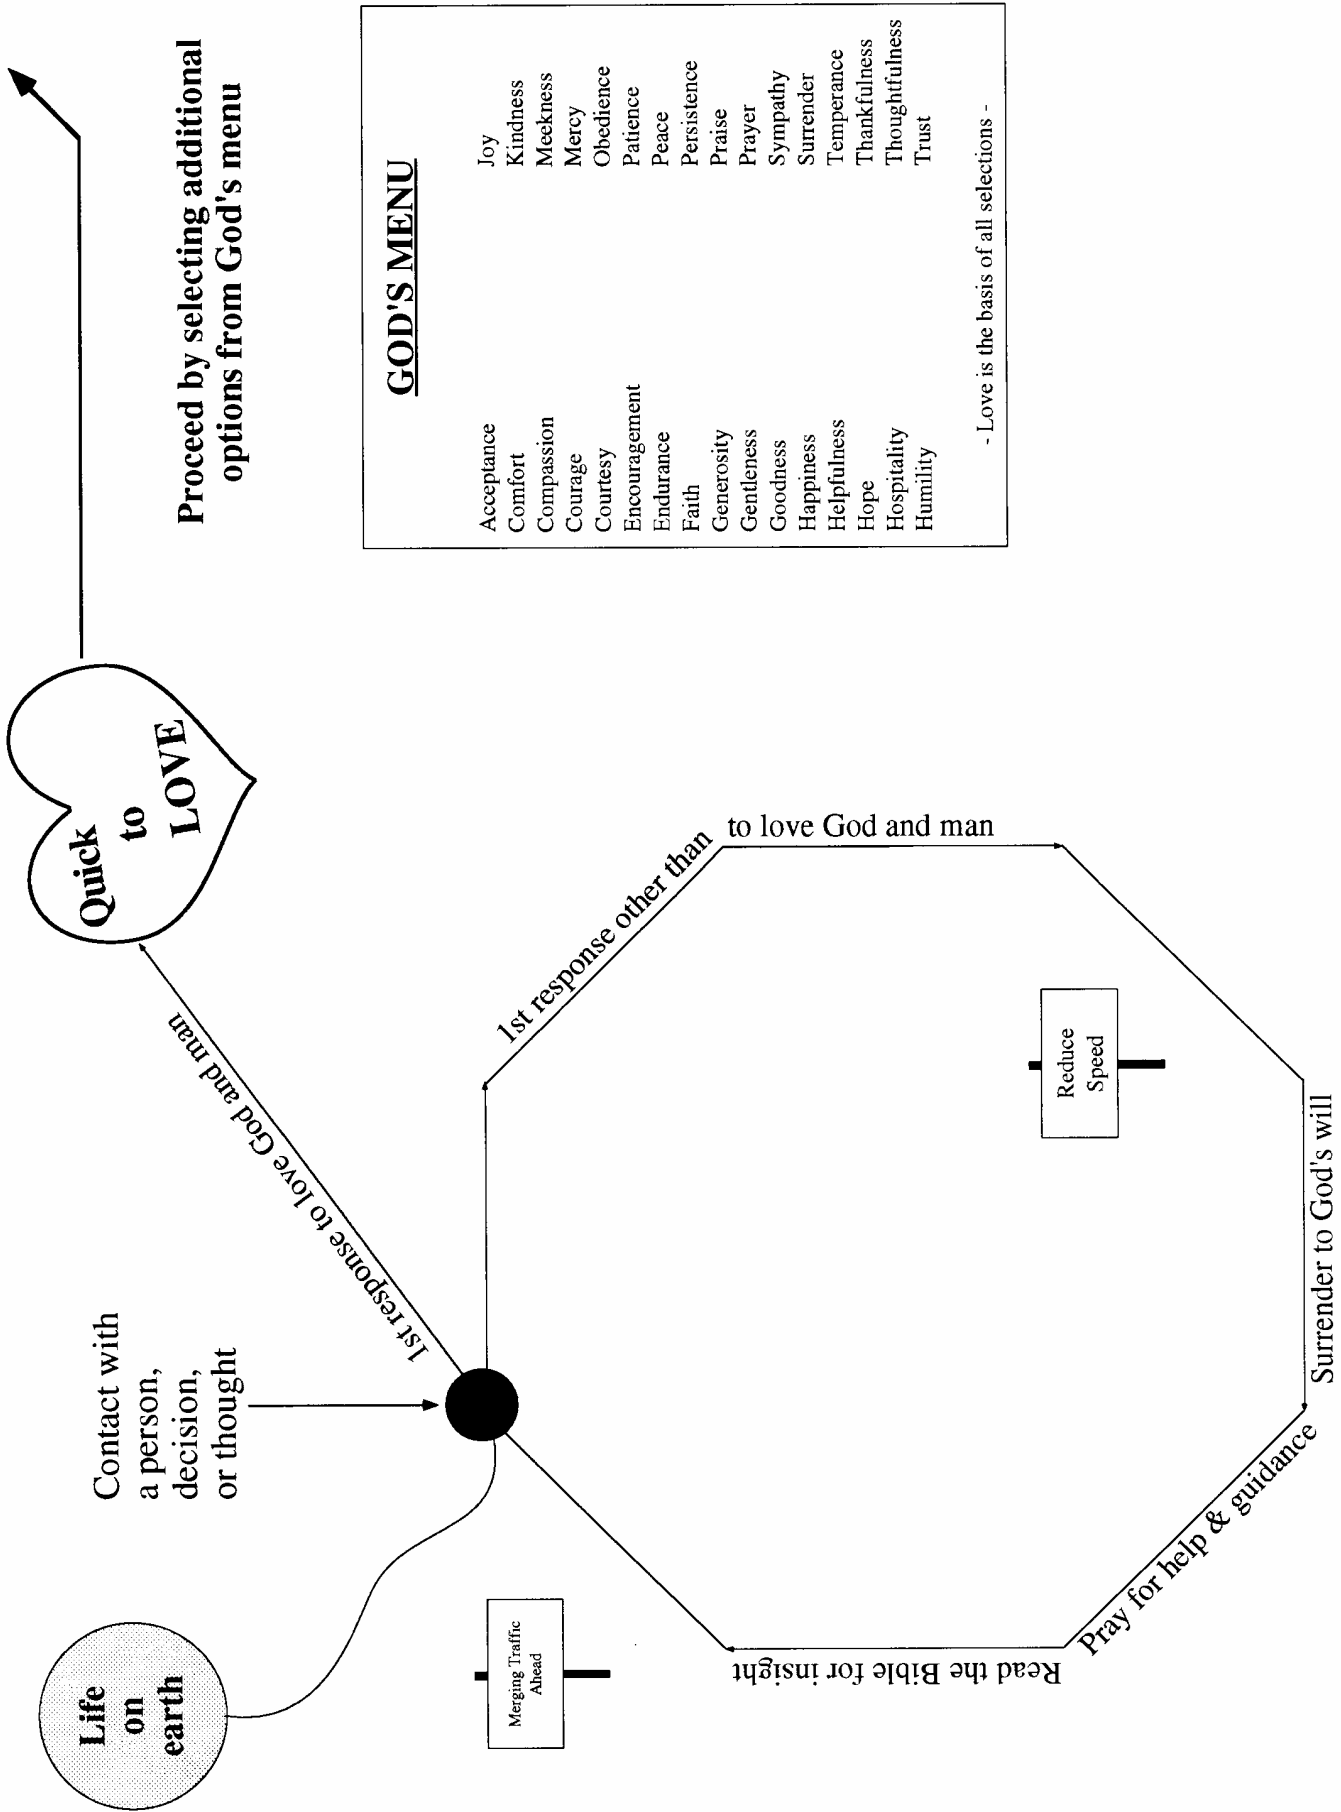 Life
on
earth
Contact with
a person,
decision,
or thought
1st response to love God and man
Quick
to
LOVE
Proceed by selecting additional
options from God's menu
GOD'S MENU
Acceptance
Comfort
Compassion
Courage
Courtesy
Encouragement
Endurance
Faith
Generosity
Gentleness
Goodness
Happiness
Helpfulness
Hope
Hospitality
Humility
Joy
Kindness
Meekness
Mercy
Obedience
Patience
Peace
Persistence
Praise
Prayer
Sympathy
Surrender
Temperance
Thankfulness
Thoughtfulness
Trust
- Love is the basis of all selections -
1st response other than
to love God and man
Reduce
Speed
Surrender to God's will
Pray for help & guidance
Read the Bible for insight
Merging Traffic
Ahead